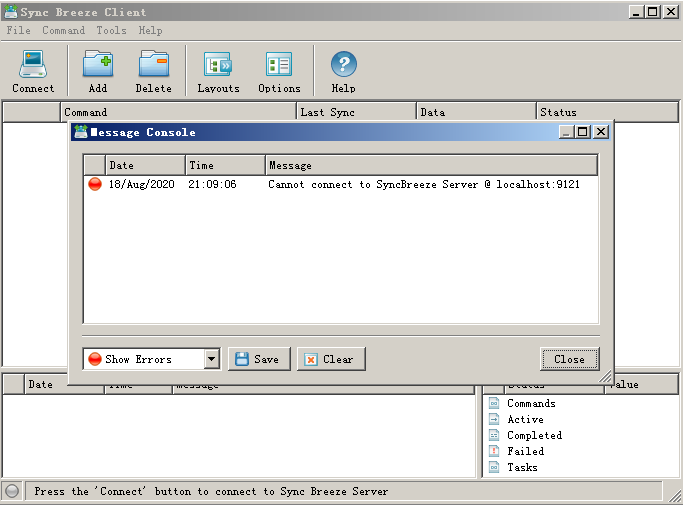 Sync Breeze Client
File Command Tools Help
Connect Add Delete Layouts Options Help
Command Last Sync Data Status
Message Console
Date Time Message
18/Aug/2020 21:09:06 Cannot connect to SyncBreeze Server @ localhost:9121
Show Errors Save Clear Close
Date Time Message Status Value
Commands
Active
Completed
Failed
Tasks
Press the 'Connect' button to connect to Sync Breeze Server